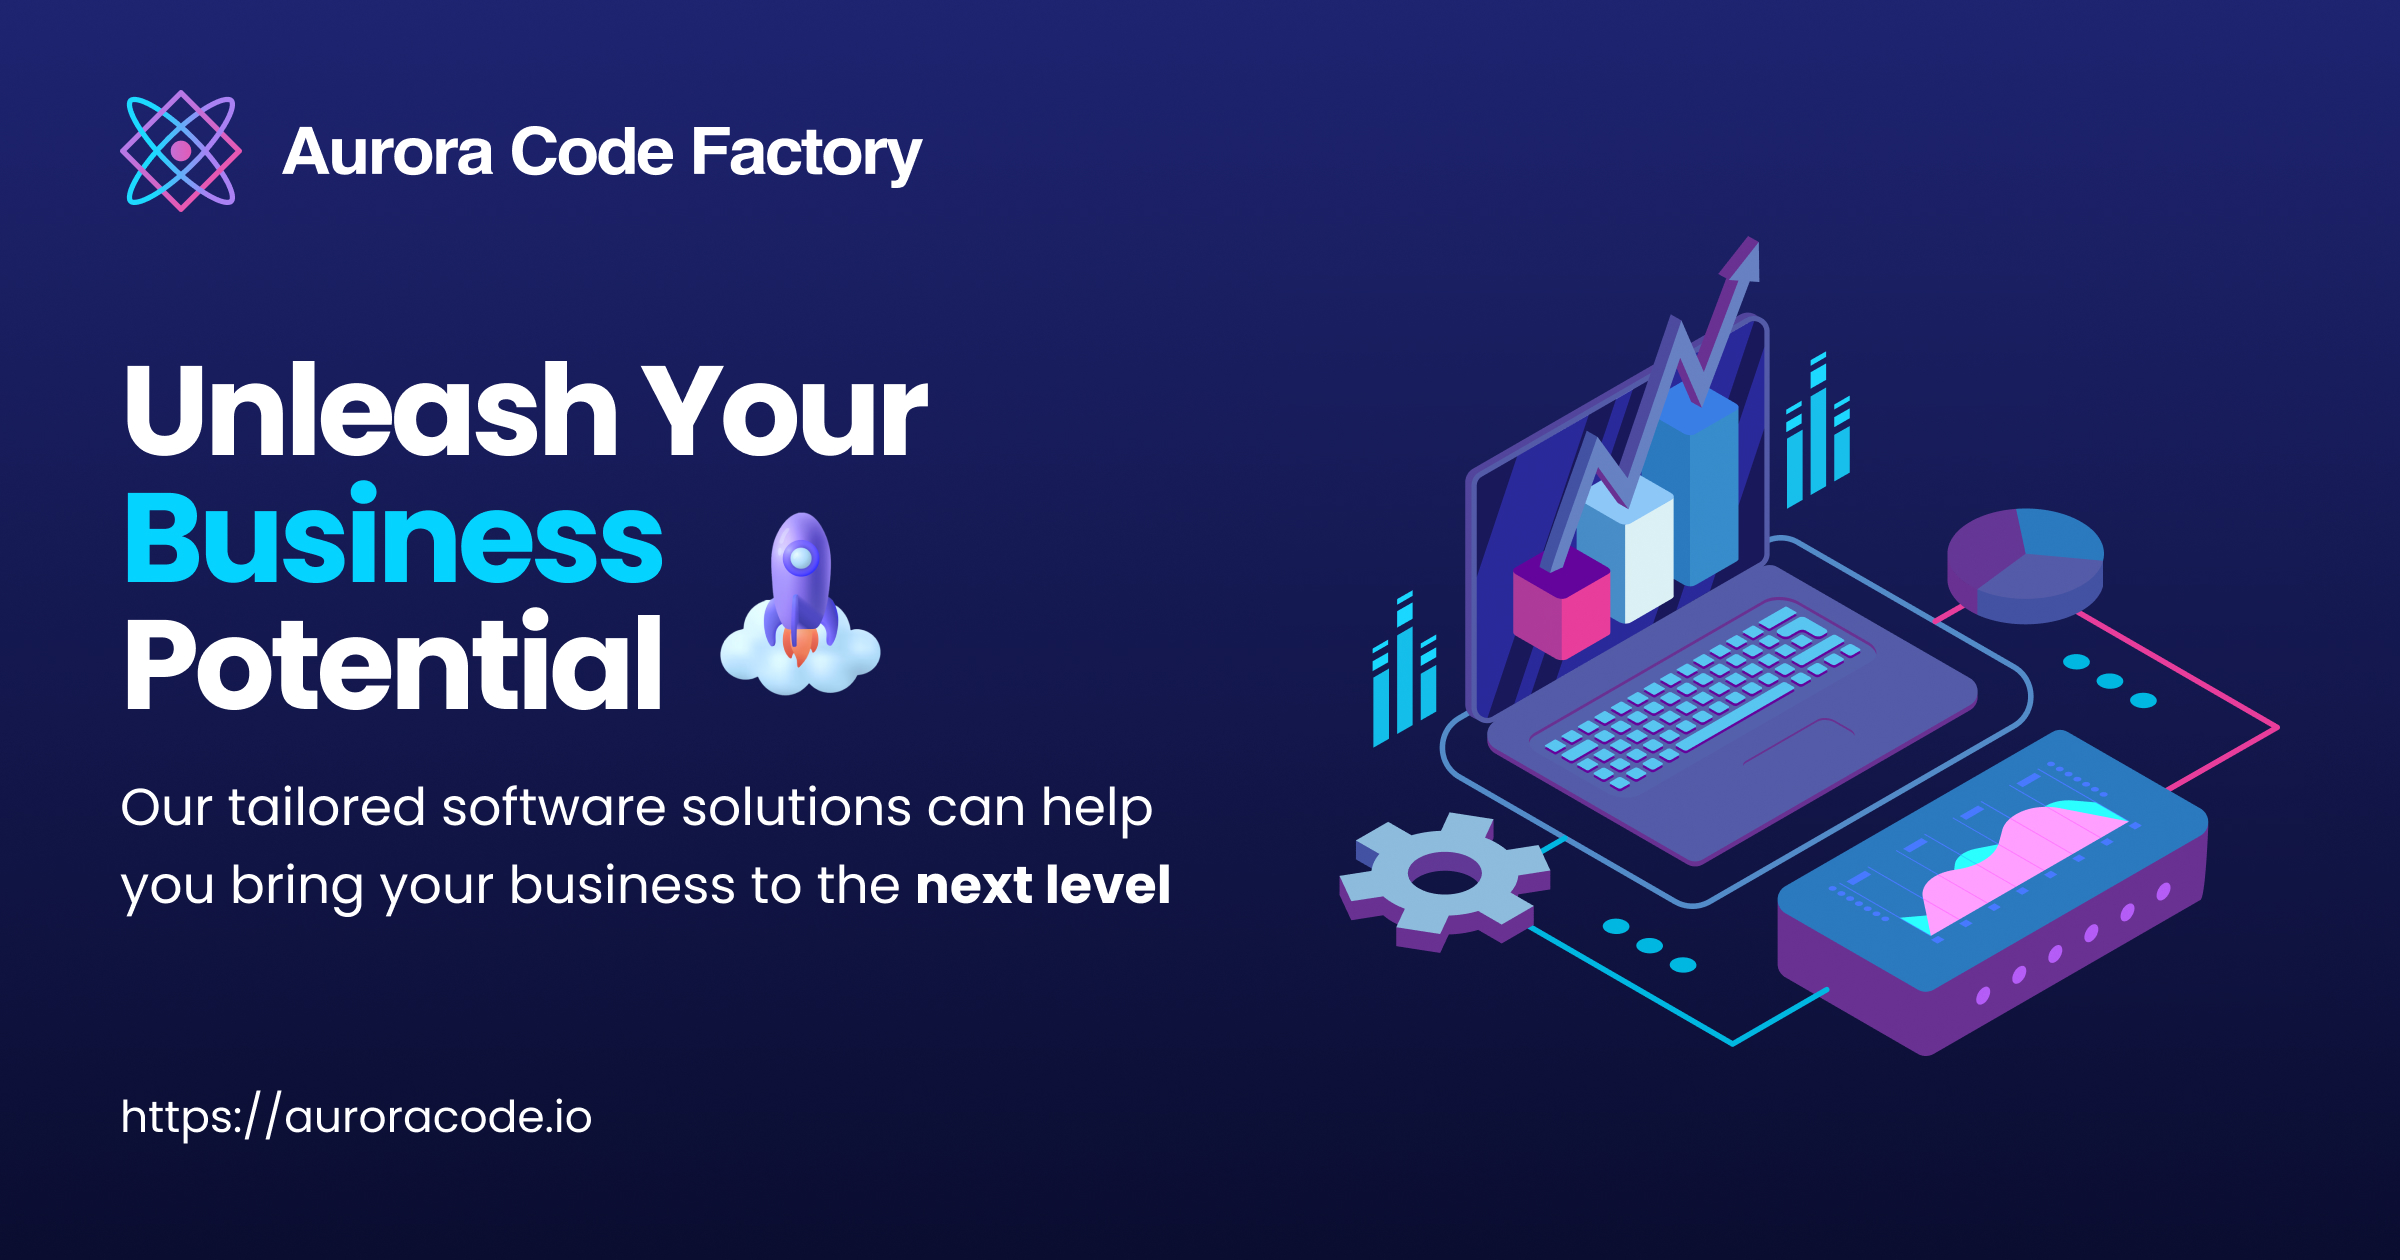 Aurora Code Factory
Unleash Your
Business
Potential
Our tailored software solutions can help
you bring your business to the next level
https://auroracode.io